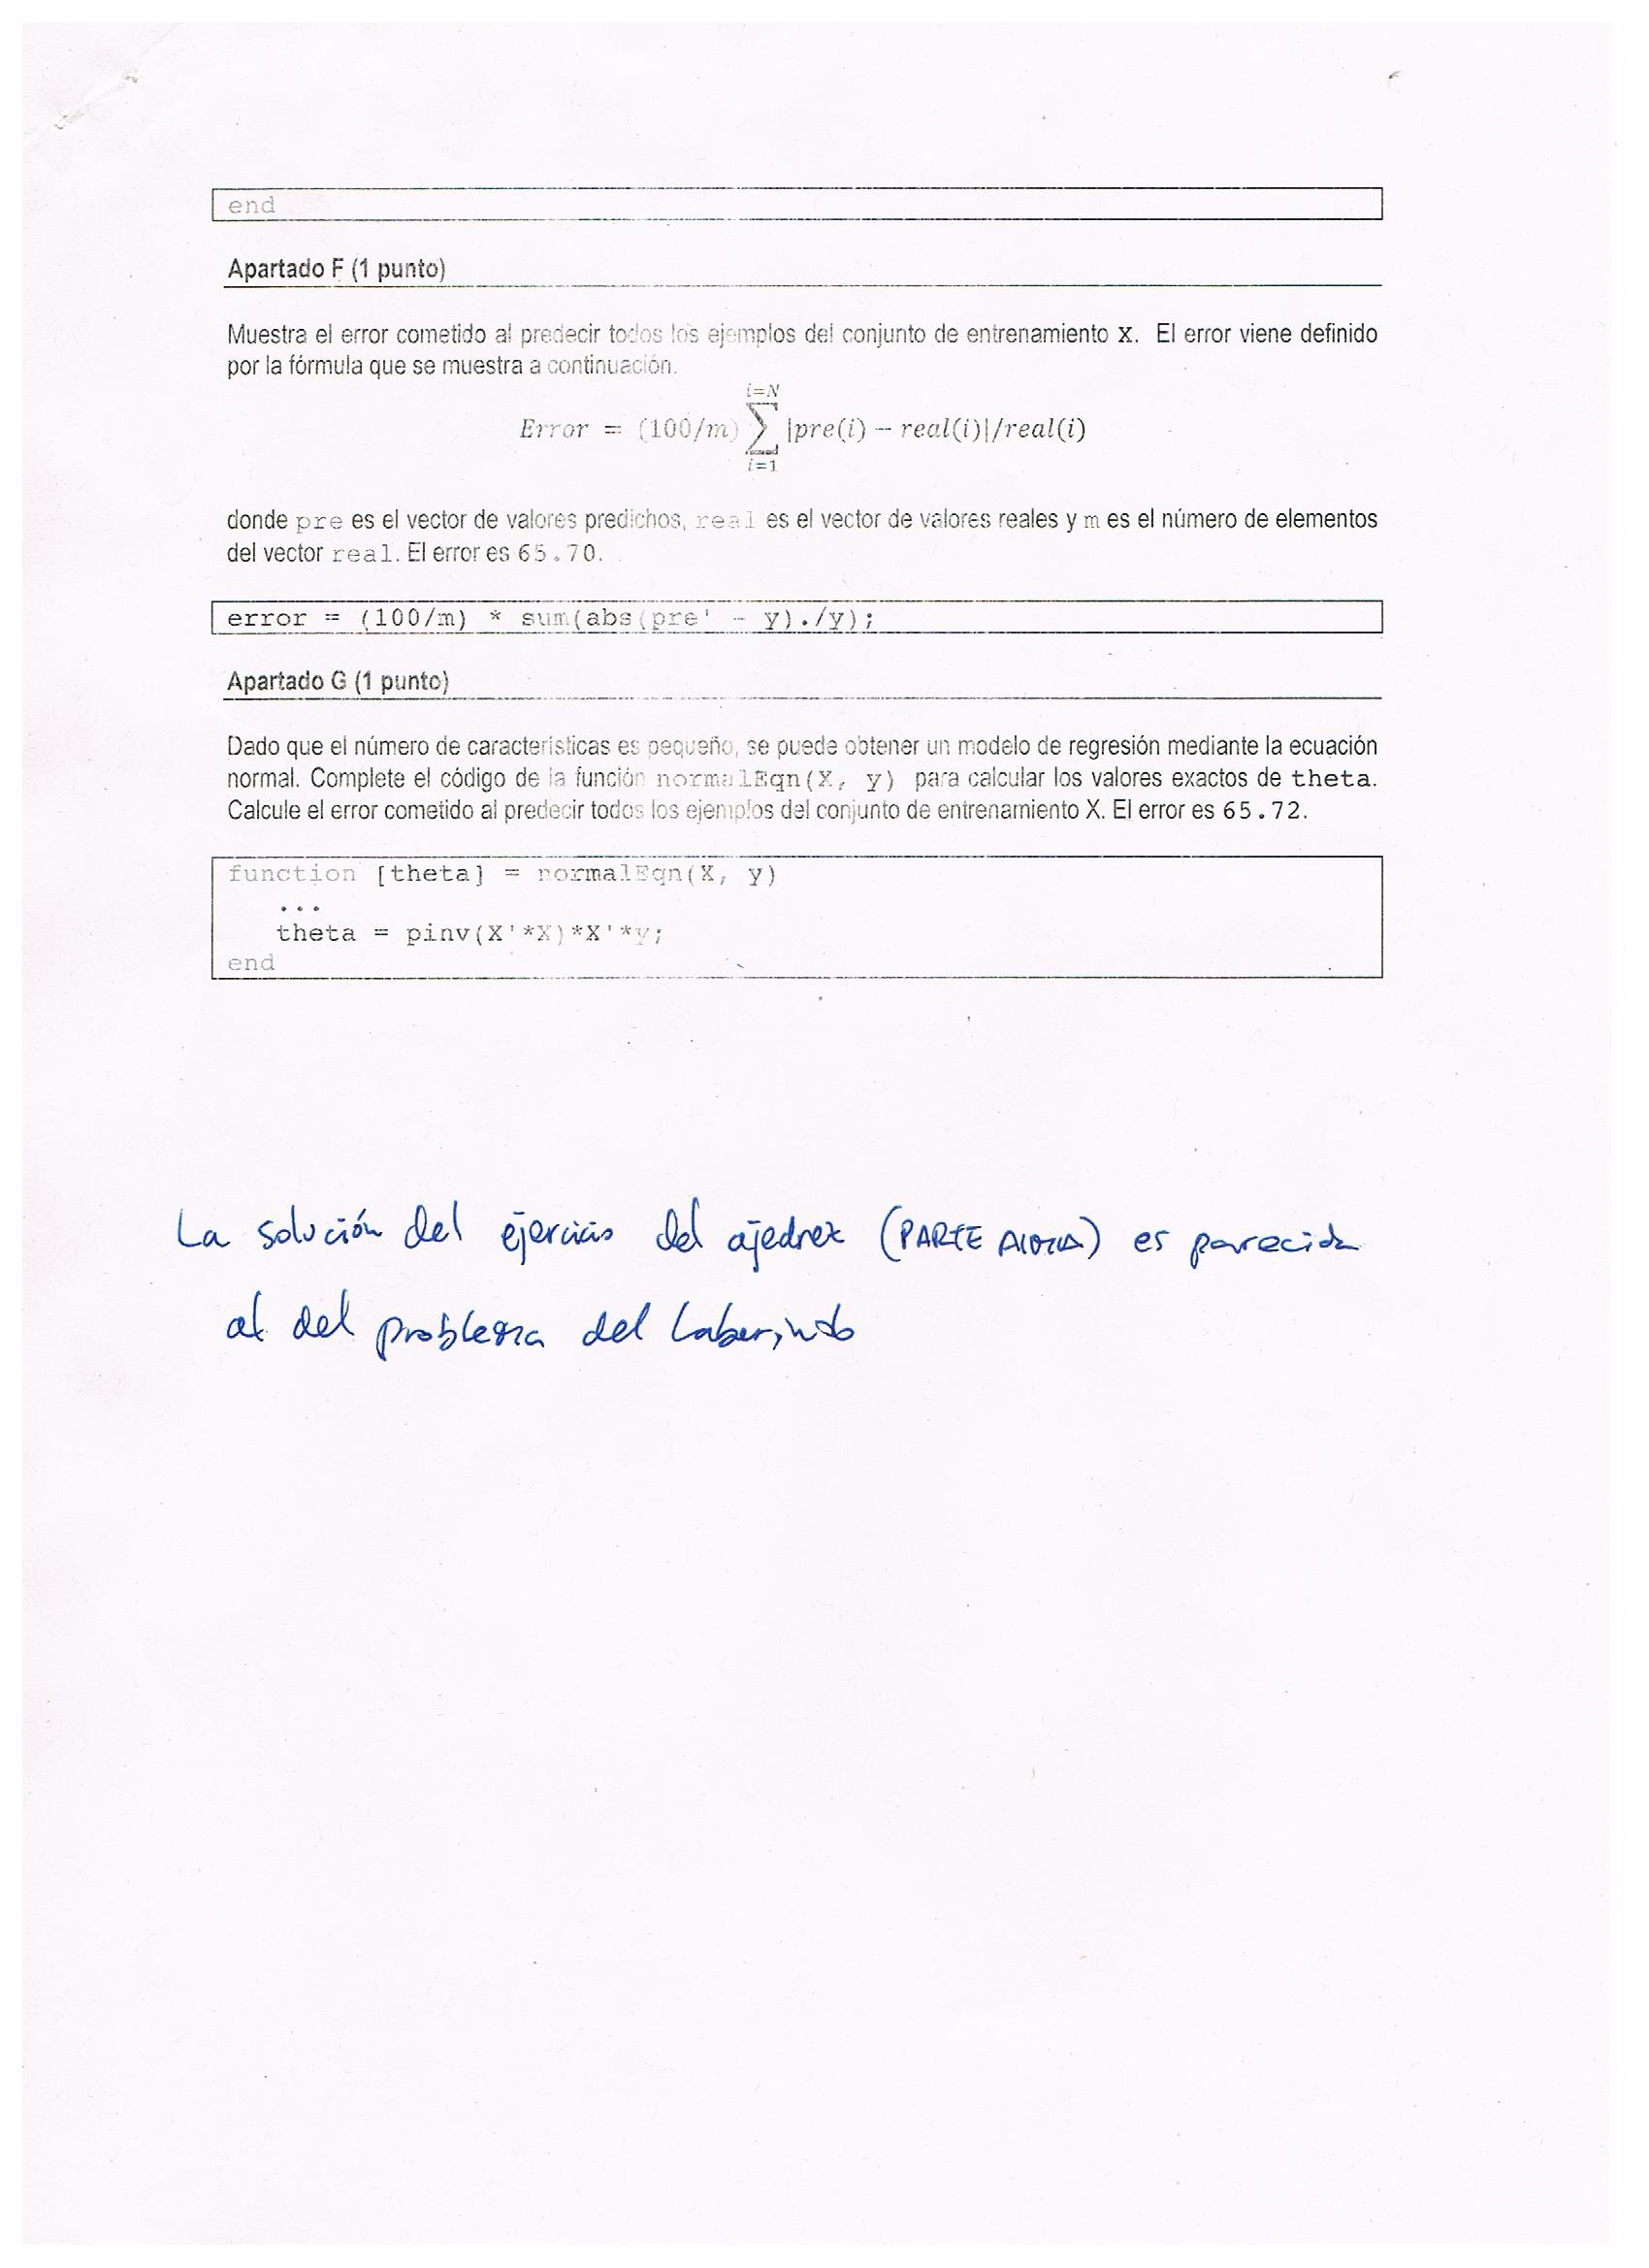 end
Apartado F (1 punto)
Muestra el error cometido al predecir todos los ejemplos del conjunto de entrenamiento X. El error viene definido
por la fórmula que se muestra a continuación.
i=N
Error = (100/m) ∑ |pre(i) − real(i)|/real(i)
i=1
donde pre es el vector de valores predichos, real es el vector de valores reales y m es el número de elementos
del vector real. El error es 65.70.
error = (100/m) * sum(abs(pre' - y)./y);
Apartado G (1 punto)
Dado que el número de características es pequeño, se puede obtener un modelo de regresión mediante la ecuación
normal. Complete el código de la función normalEqn(X, y) para calcular los valores exactos de theta.
Calcule el error cometido al predecir todos los ejemplos del conjunto de entrenamiento X. El error es 65.72.
function [theta] = normalEqn(X, y)
...
theta = pinv(X'*X)*X'*y;
end
La solución del ejercicio del ajedrez (PARTE) es parecida
al del problema del laberinto